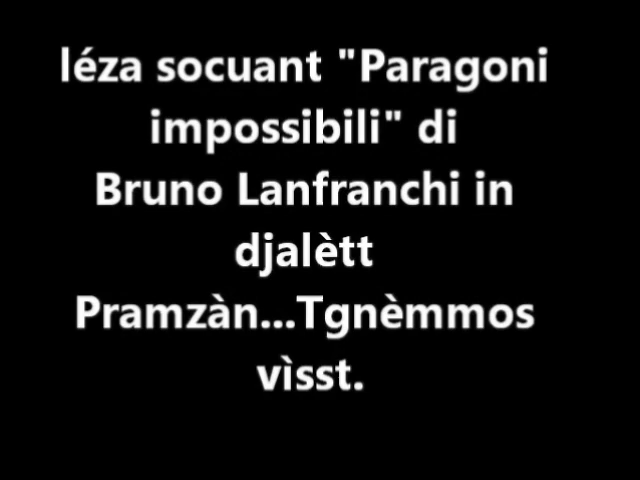 léza socuant "Paragoni
impossibili" di
Bruno Lanfranchi in
djalètt
Pramzàn...Tgnèmmos
vìsst.